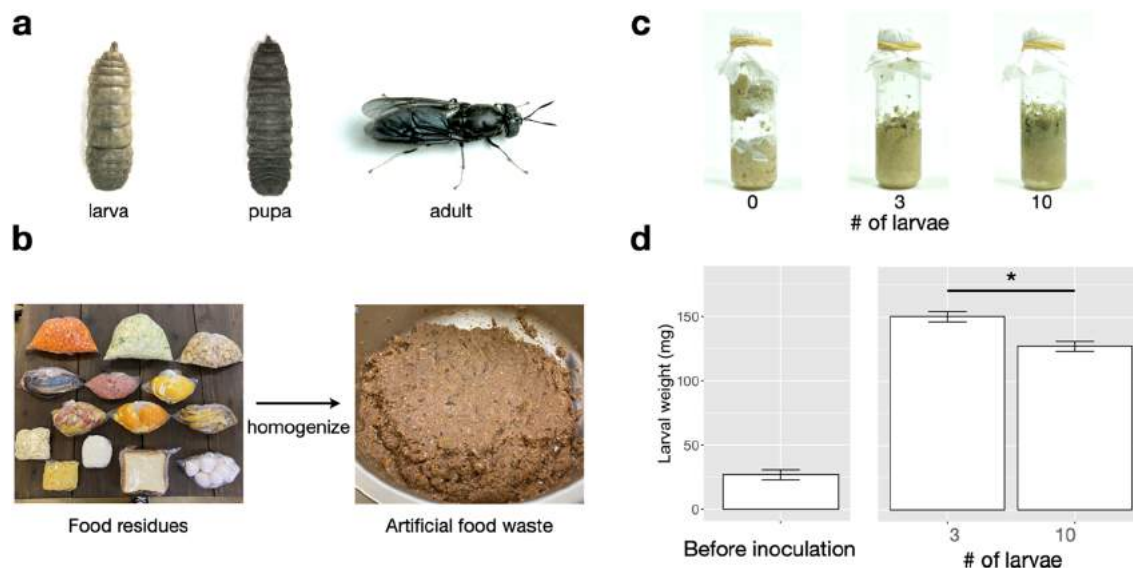 a
larva
pupa
adult
b
homogenize
Food residues
Artificial food waste
c
0
3
10
# of larvae
d
Larval weight (mg)
150
100
50
0
*
Before inoculation
3
10
# of larvae